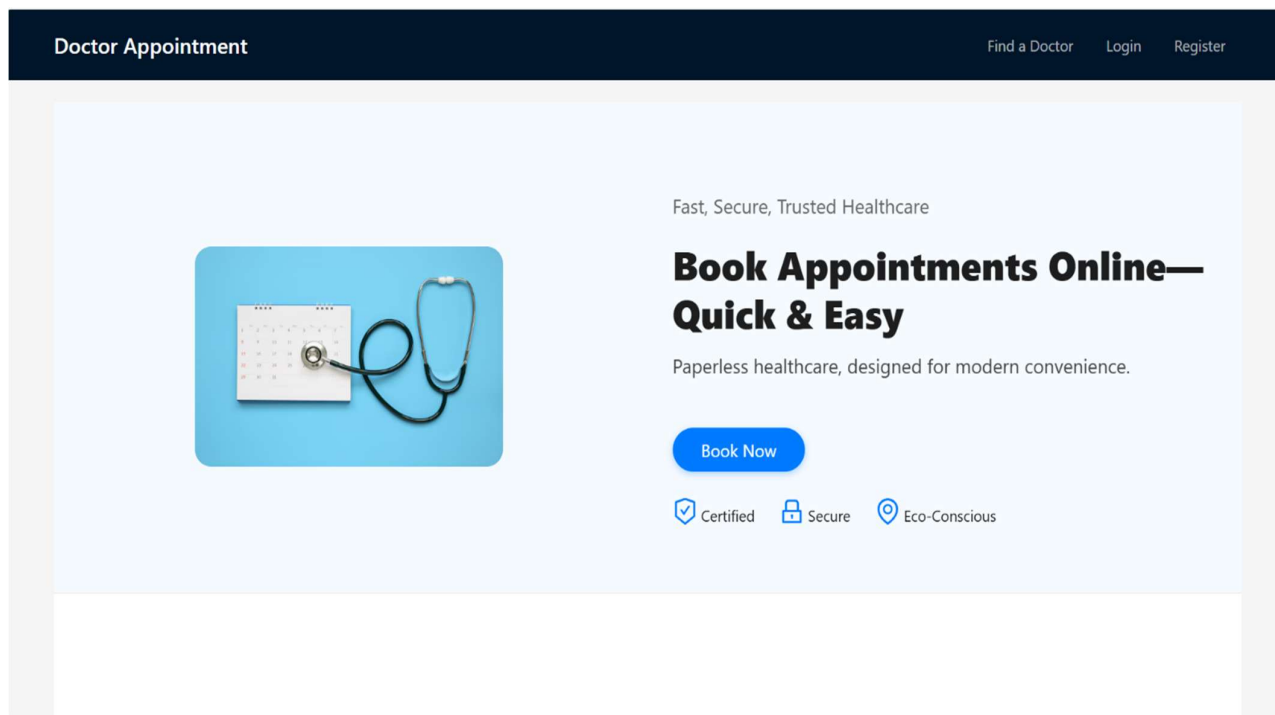 Doctor Appointment
Find a Doctor
Login
Register
Fast, Secure, Trusted Healthcare
Book Appointments Online—
Quick & Easy
Paperless healthcare, designed for modern convenience.
Book Now
Certified
Secure
Eco-Conscious